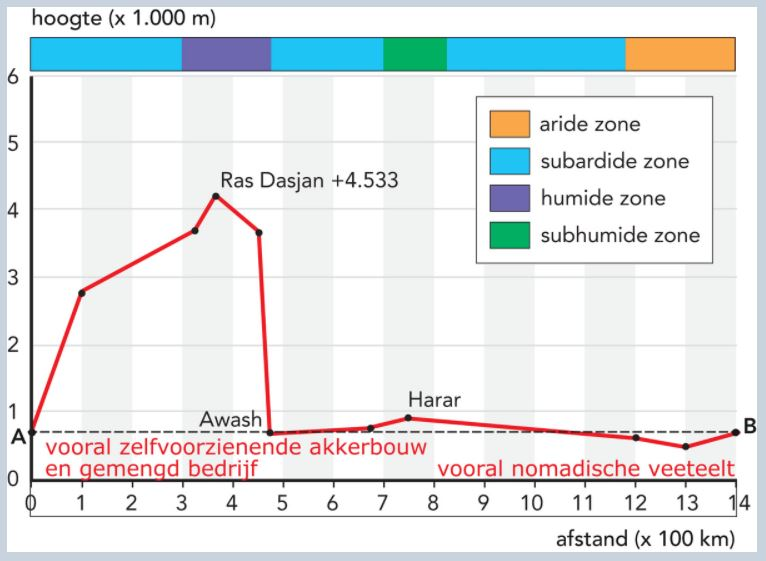 hoogte (x 1.000 m)
6
5
4
3
2
1
0
Ras Dasjan +4.533
aride zone
subardide zone
humide zone
subhumide zone
Awash
Harar
A
B
vooral zelfvoorzienende akkerbouw
en gemengd bedrijf
vooral nomadische veeteelt
0 1 2 3 4 5 6 7 8 9 10 11 12 13 14
afstand (x 100 km)